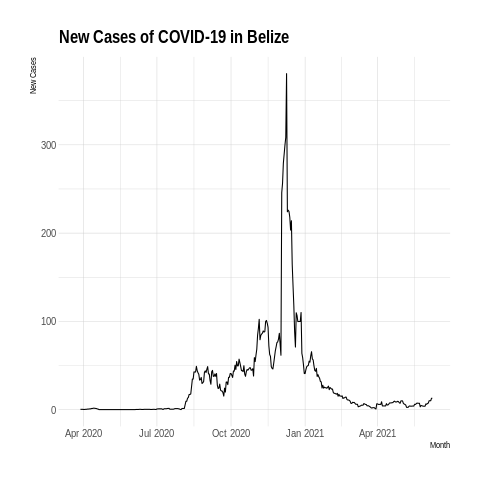 New Cases of COVID-19 in Belize
New Cases
300
200
100
0
Apr 2020 Jul 2020 Oct 2020 Jan 2021 Apr 2021
Month